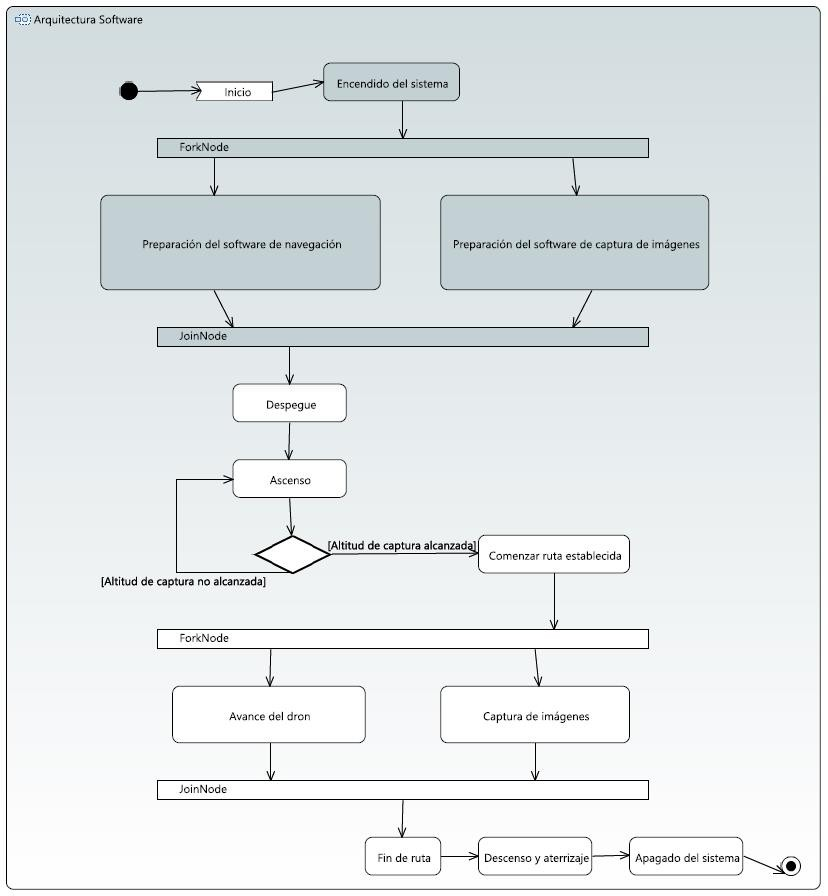 Arquitectura Software
Inicio
Encendido del sistema
ForkNode
Preparación del software de navegación
Preparación del software de captura de imágenes
JoinNode
Despegue
Ascenso
[Altitud de captura alcanzada]
Comenzar ruta establecida
[Altitud de captura no alcanzada]
ForkNode
Avance del dron
Captura de imágenes
JoinNode
Fin de ruta
Descenso y aterrizaje
Apagado del sistema